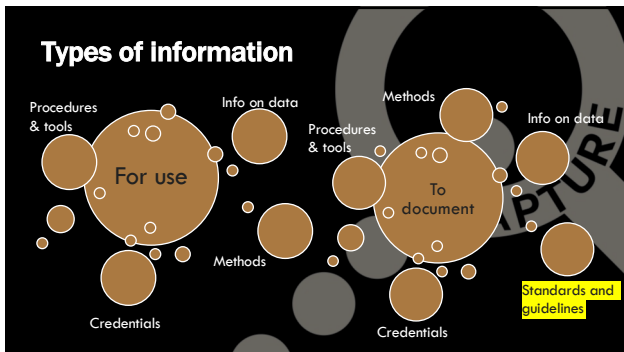 Types of information
Procedures
& tools
Info on data
For use
Methods
Credentials
Methods
Info on data
Procedures
& tools
To
document
Standards and
guidelines
Credentials